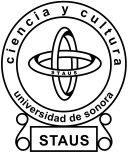 ciencia y cultura
STAUS
universidad de sonora
STAUS